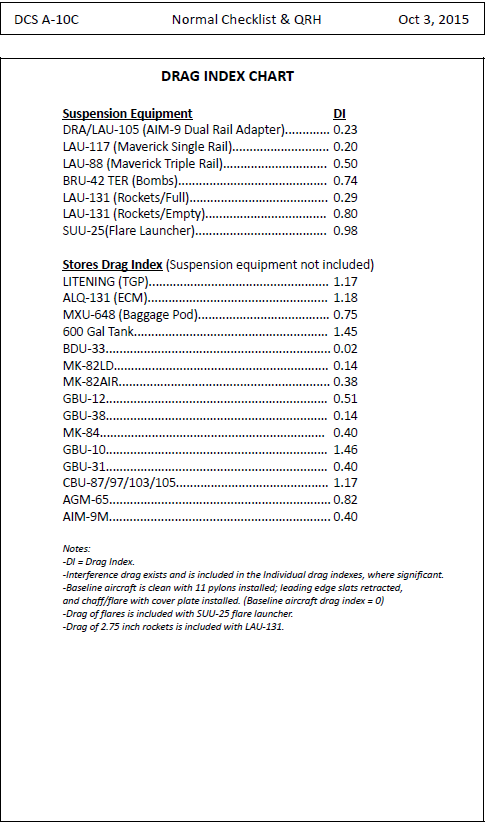 DCS A-10C Normal Checklist & QRH Oct 3, 2015
DRAG INDEX CHART
Suspension Equipment DI
DRA/LAU-105 (AIM-9 Dual Rail Adapter)............. 0.23
LAU-117 (Maverick Single Rail)............................ 0.20
LAU-88 (Maverick Triple Rail).............................. 0.50
BRU-42 TER (Bombs)........................................... 0.74
LAU-131 (Rockets/Full)........................................ 0.29
LAU-131 (Rockets/Empty)................................... 0.80
SUU-25(Flare Launcher)...................................... 0.98
Stores Drag Index (Suspension equipment not included)
LITENING (TGP).................................................... 1.17
ALQ-131 (ECM).................................................... 1.18
MXU-648 (Baggage Pod)...................................... 0.75
600 Gal Tank........................................................ 1.45
BDU-33................................................................. 0.02
MK-82LD.............................................................. 0.14
MK-82AIR............................................................. 0.38
GBU-12................................................................ 0.51
GBU-38................................................................ 0.14
MK-84................................................................. 0.40
GBU-10................................................................ 1.46
GBU-31................................................................ 0.40
CBU-87/97/103/105............................................ 1.17
AGM-65................................................................ 0.82
AIM-9M................................................................ 0.40
Notes:
-DI = Drag Index.
-Interference drag exists and is included in the Individual drag indexes, where significant.
-Baseline aircraft is clean with 11 pylons installed; leading edge slats retracted,
and chaff/flare with cover plate installed. (Baseline aircraft drag index = 0)
-Drag of flares is included with SUU-25 flare launcher.
-Drag of 2.75 inch rockets is included with LAU-131.